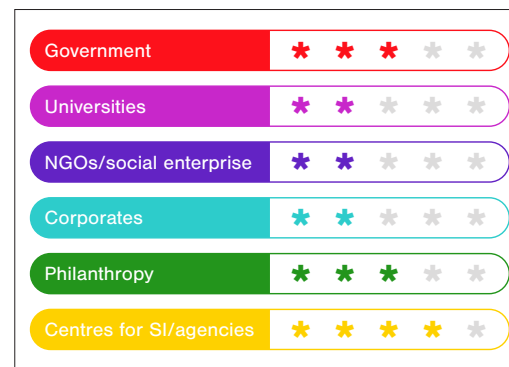 Government * * * * *
Universities * * * * *
NGOs/social enterprise * * * * *
Corporates * * * * *
Philanthropy * * * * *
Centres for SI/agencies * * * * *